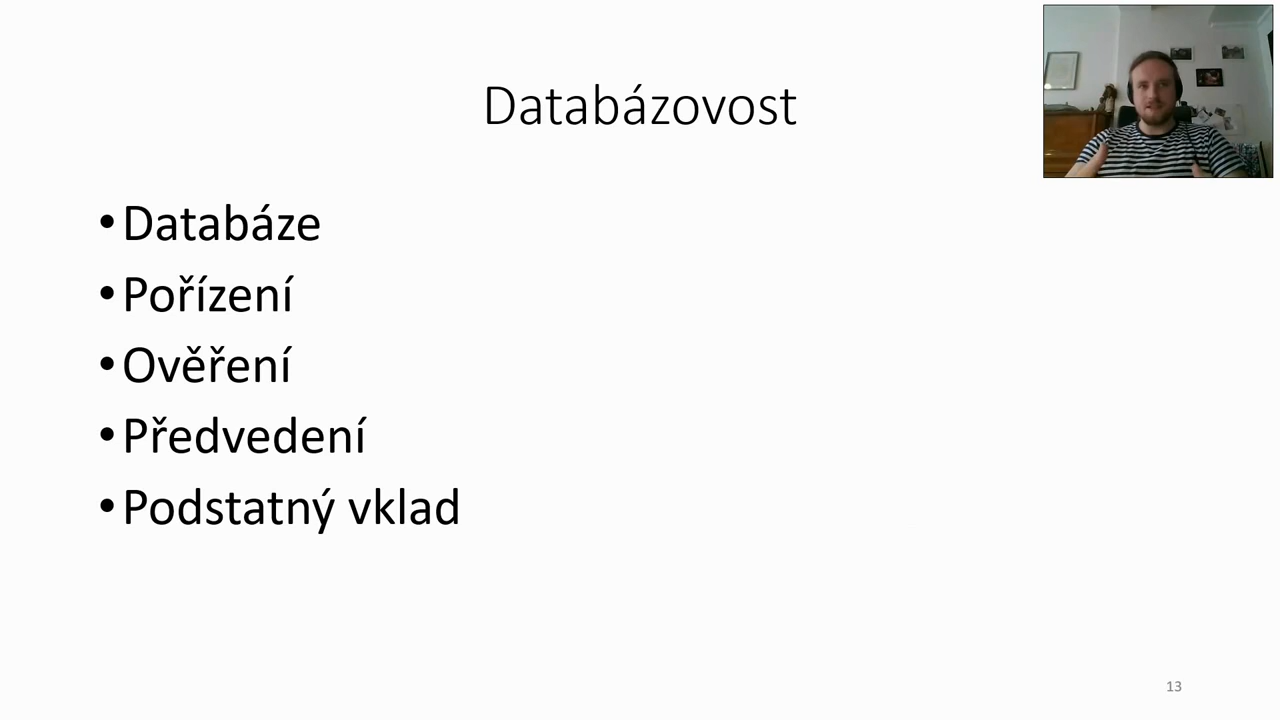 Databázovost
•Databáze
•Pořízení
•Ověření
•Předvedení
•Podstatný vklad
13